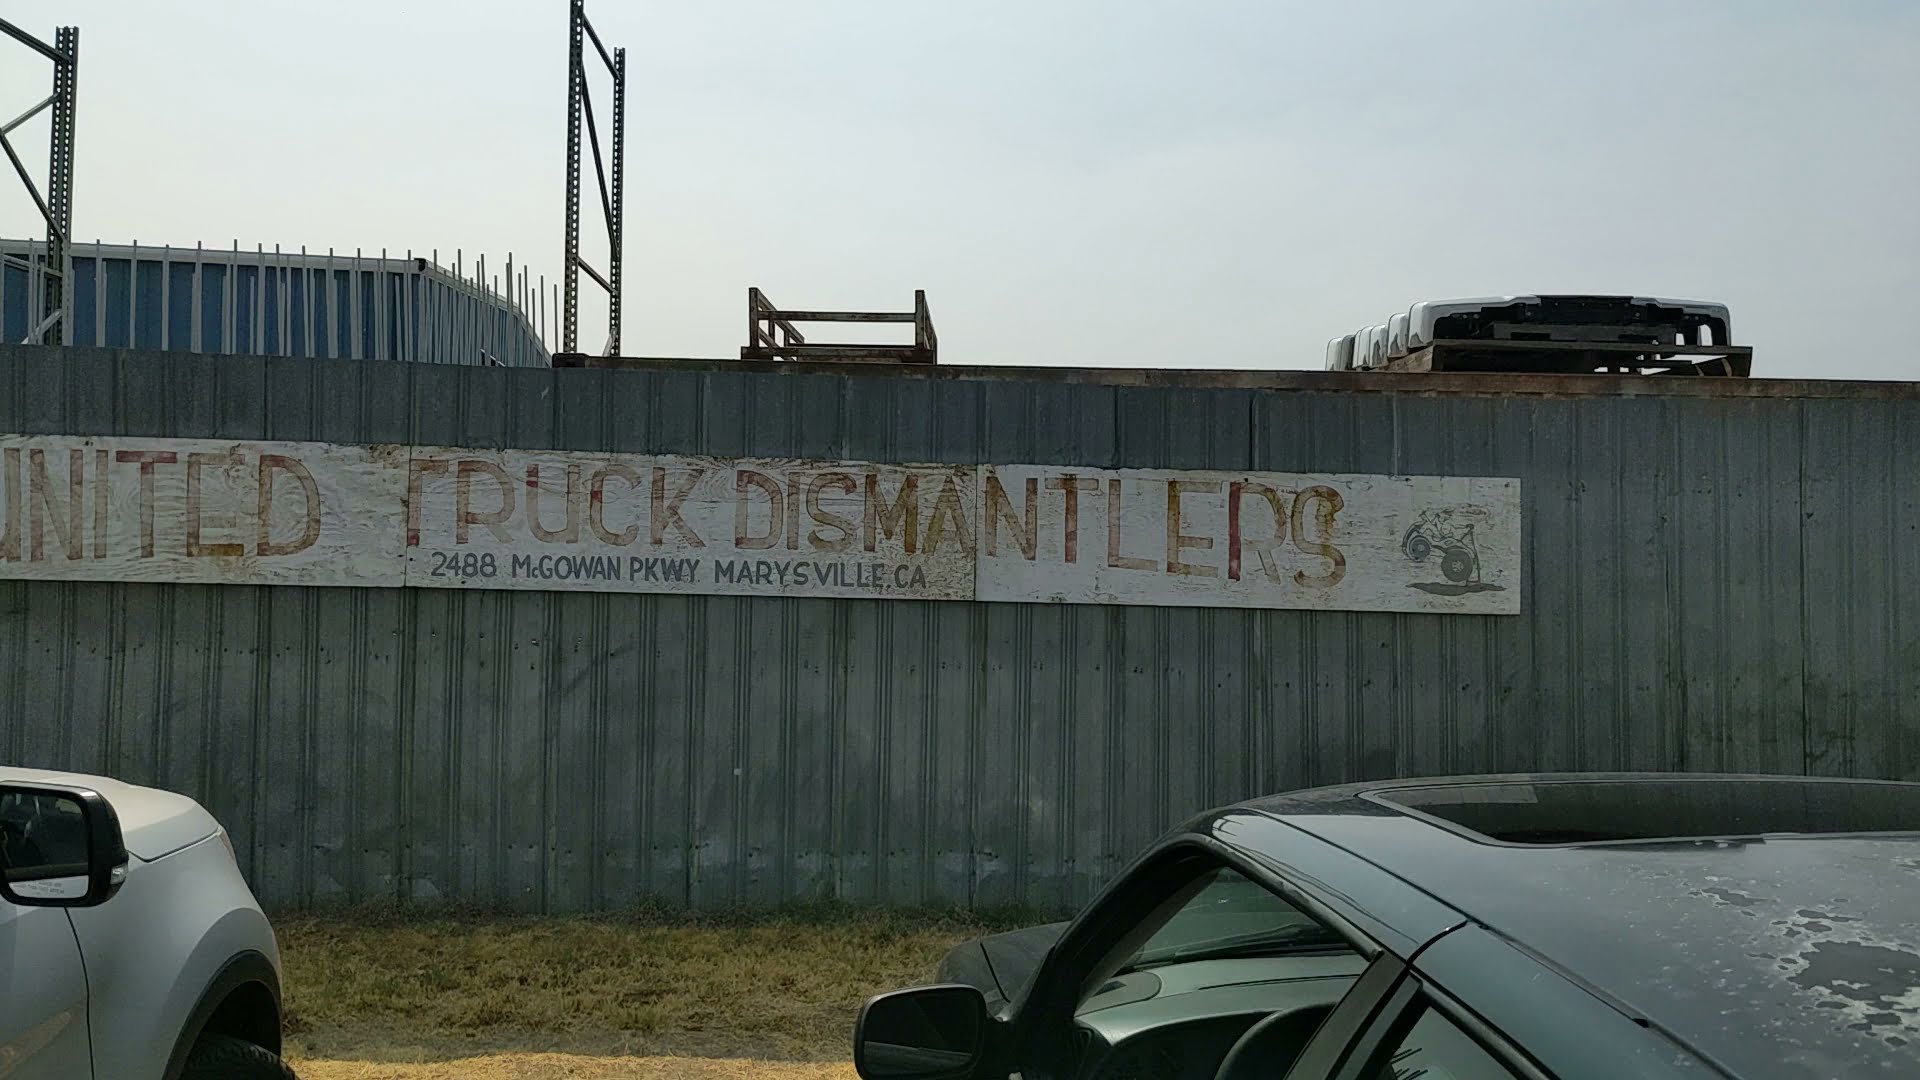 UNITED TRUCK DISMANTLERS
2488 McGOWAN PKWY MARYSVILLE, CA